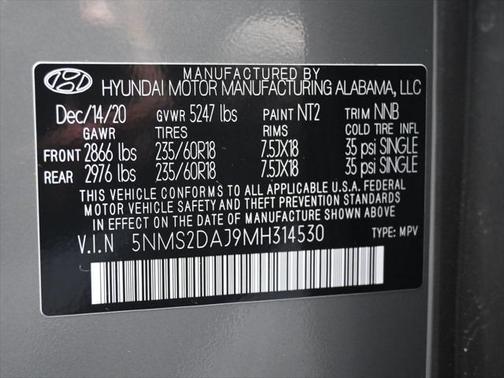 MANUFACTURED BY
HYUNDAI MOTOR MANUFACTURING ALABAMA, LLC
Dec/14/20 GVWR 5247 lbs PAINT NT2 TRIM NNB
GAWR TIRES RIMS COLD TIRE INFL
FRONT 2866 lbs 235/60R18 7.5JX18 35 psi SINGLE
REAR 2976 lbs 235/60R18 7.5JX18 35 psi SINGLE
THIS VEHICLE CONFORMS TO ALL APPLICABLE U.S.A. FEDERAL
MOTOR VEHICLE SAFETY AND THEFT PREVENTION STANDARDS
IN EFFECT ON THE DATE OF MANUFACTURE SHOWN ABOVE.
V.I.N 5NMS2DAJ9MH314530 TYPE: MPV